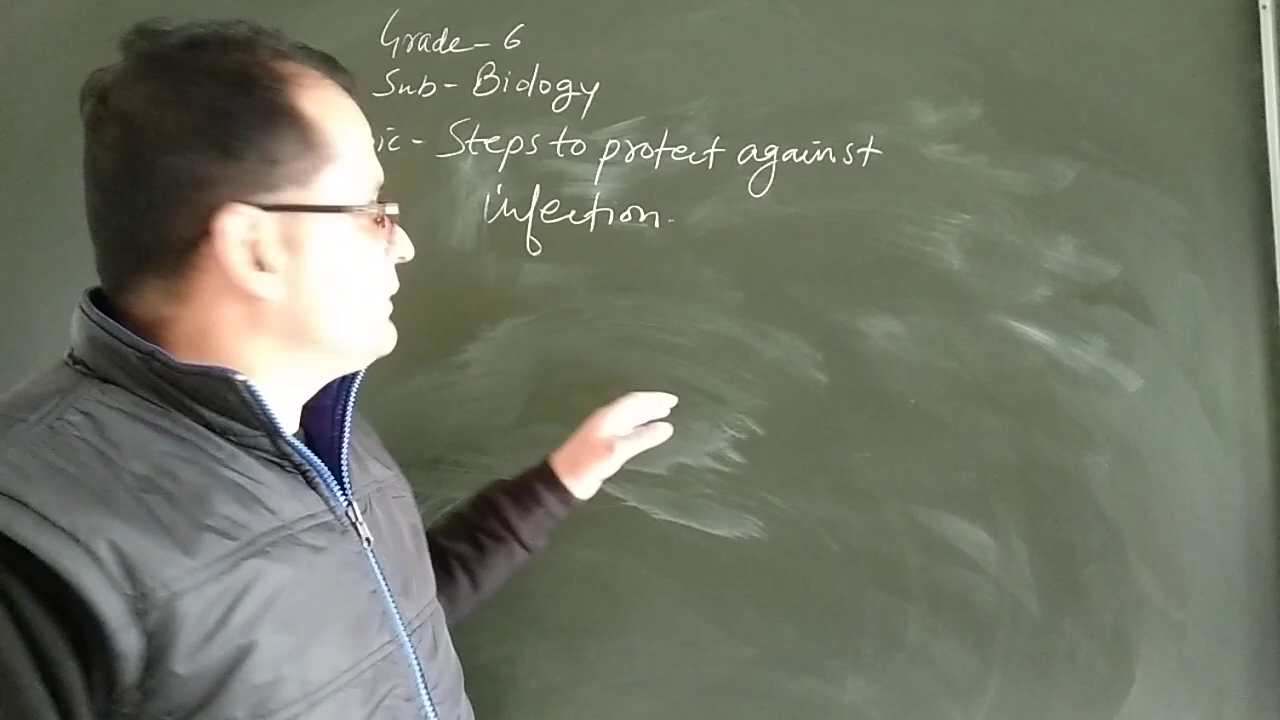 Grade - 6
Sub - Biology
ic - Steps to protect against
infection.